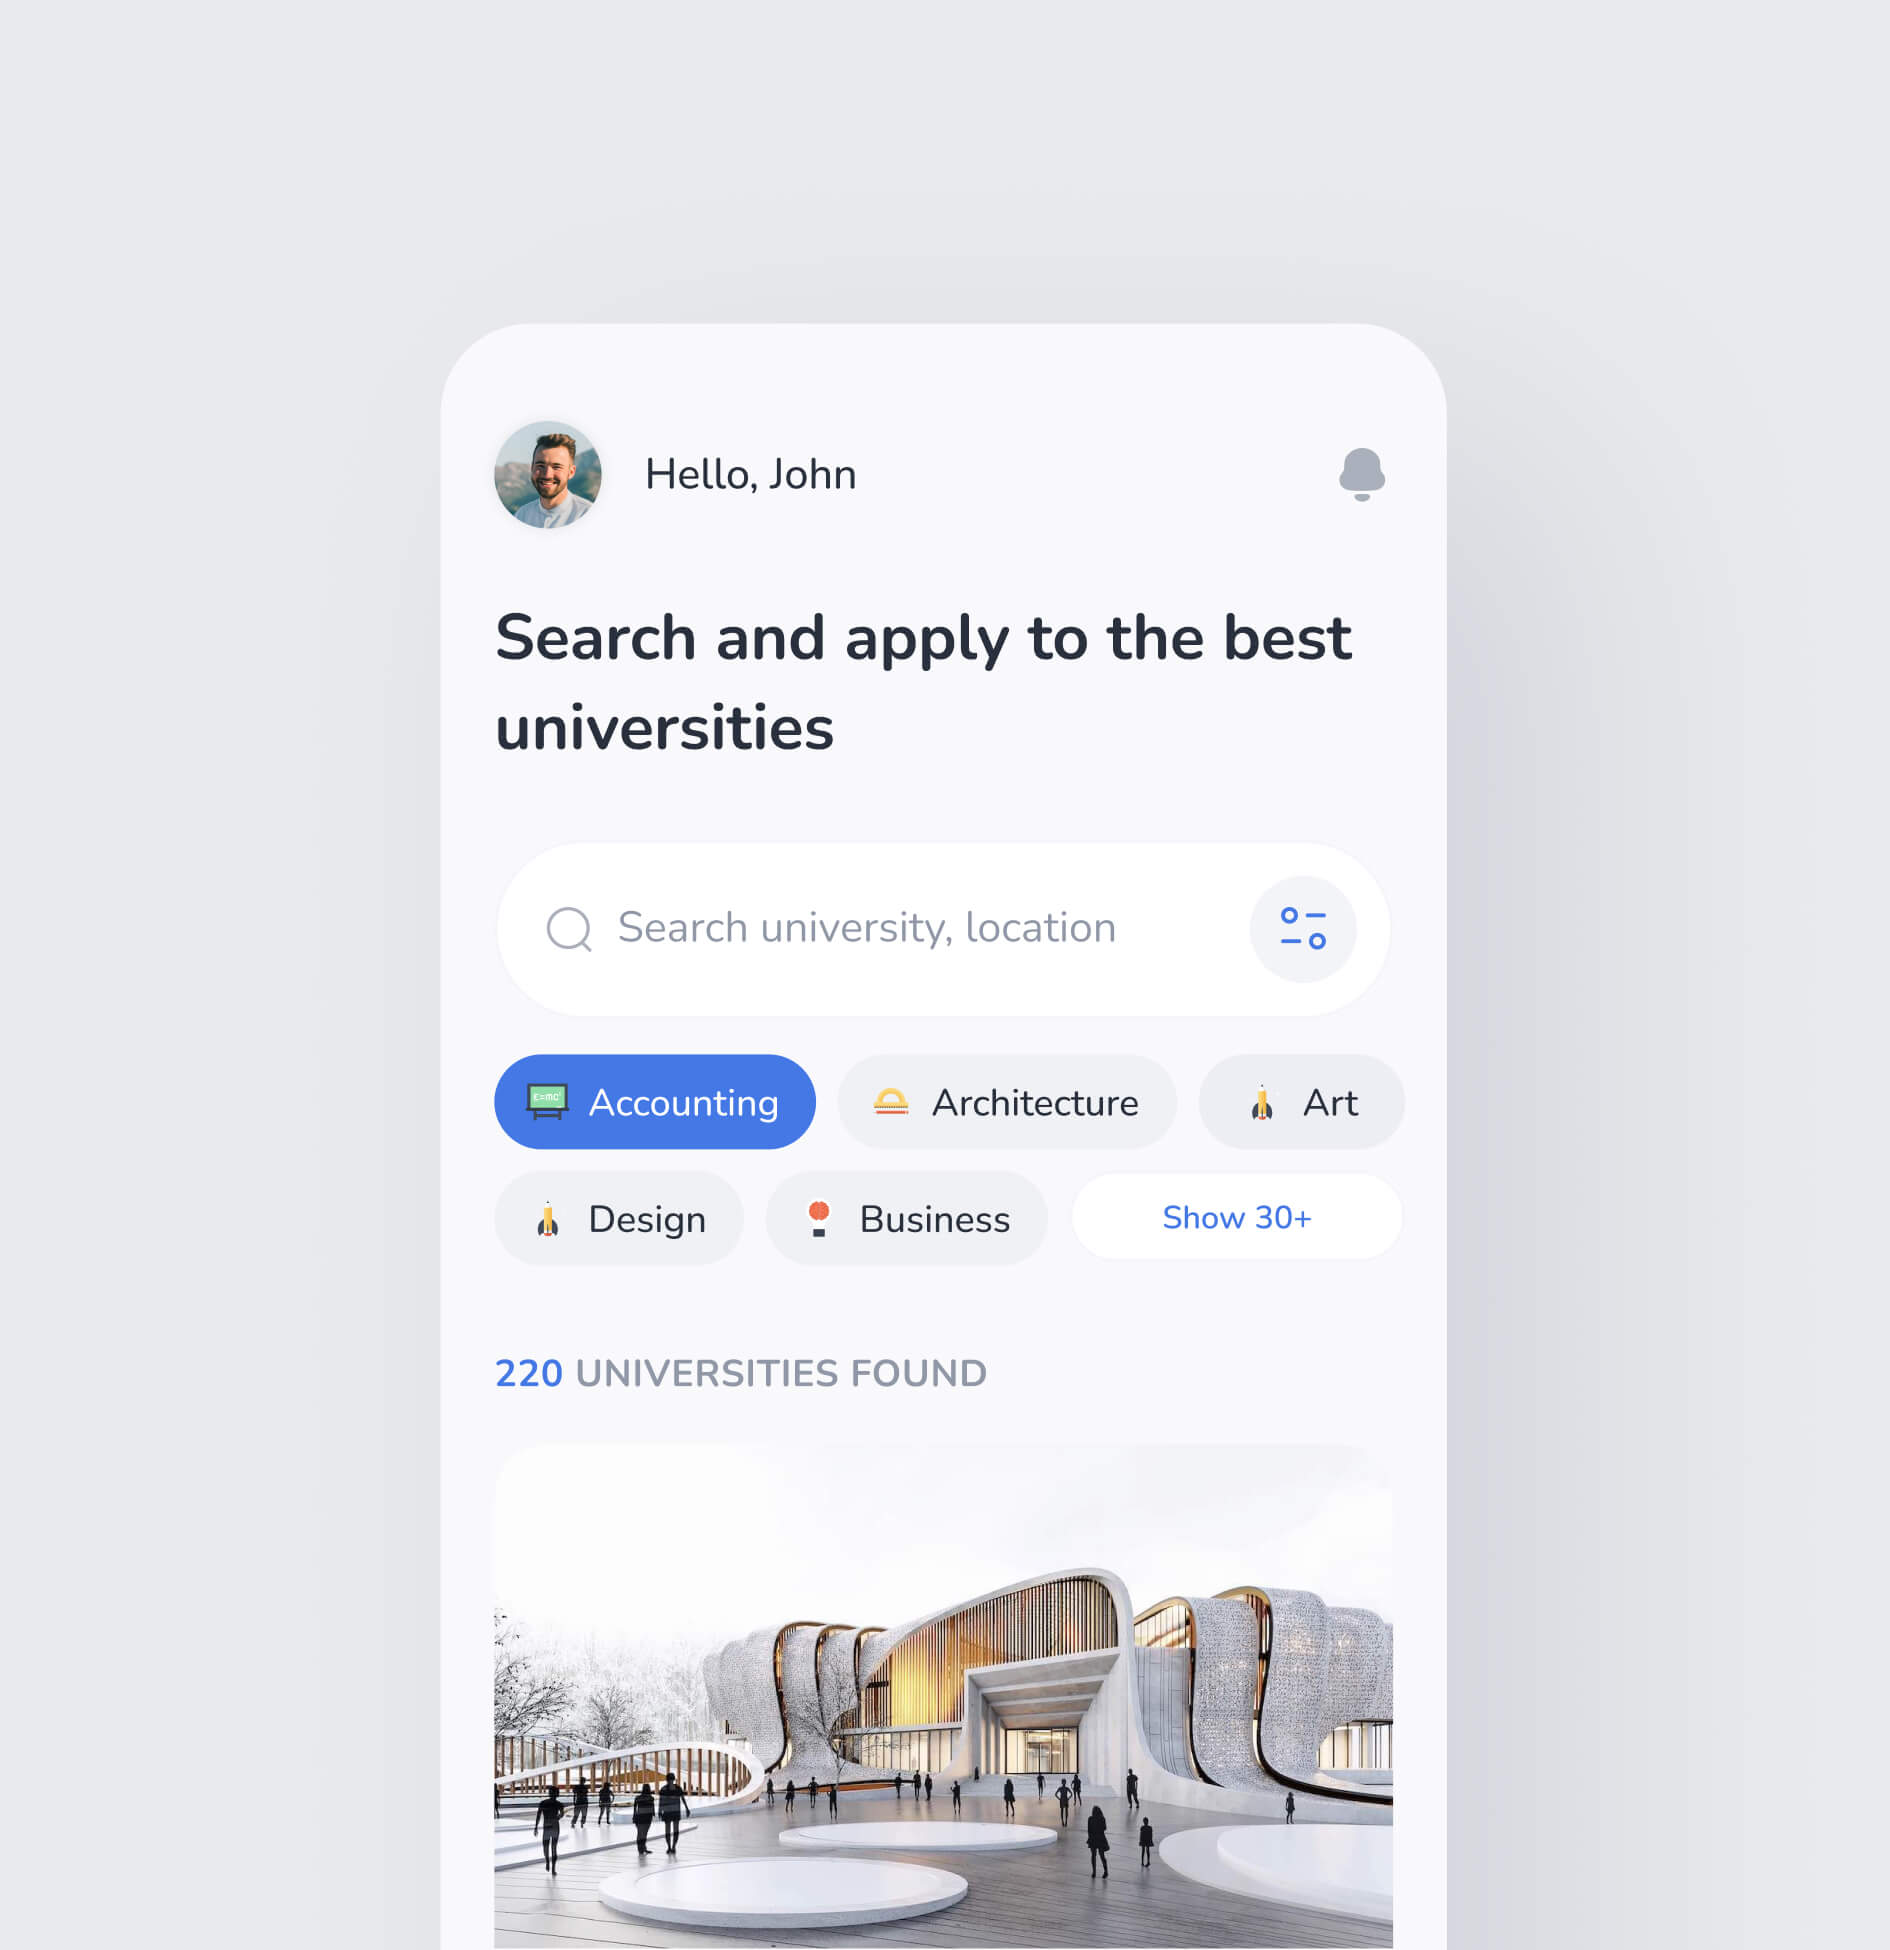 Hello, John
Search and apply to the best
universities
Search university, location
E=mc²
Accounting
Architecture
Art
Design
Business
Show 30+
220 UNIVERSITIES FOUND